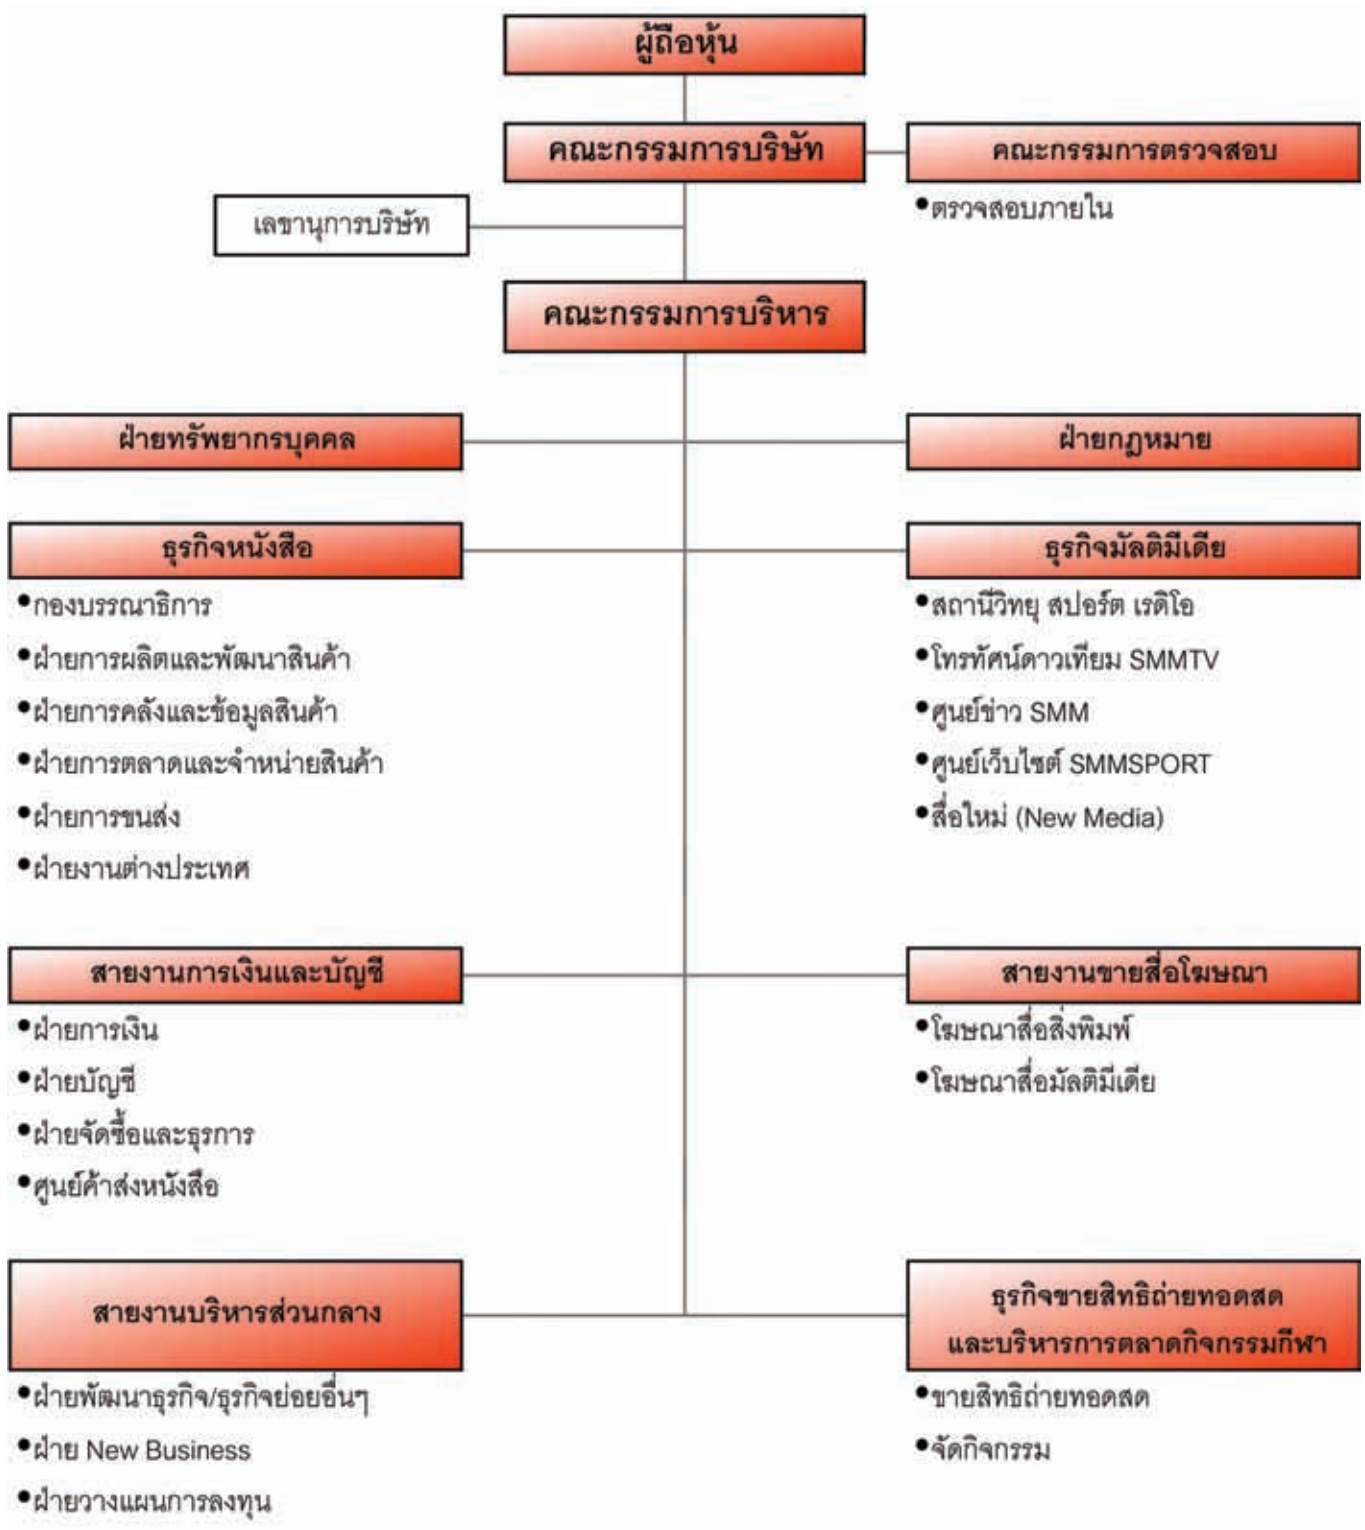 ผู้ถือหุ้น
คณะกรรมการบริษัท
คณะกรรมการตรวจสอบ
•ตรวจสอบภายใน
เลขานุการบริษัท
คณะกรรมการบริหาร
ฝ่ายทรัพยากรบุคคล
ฝ่ายกฎหมาย
ธุรกิจหนังสือ
•กองบรรณาธิการ
•ฝ่ายการผลิตและพัฒนาสินค้า
•ฝ่ายการคลังและข้อมูลสินค้า
•ฝ่ายการตลาดและจำหน่ายสินค้า
•ฝ่ายการขนส่ง
•ฝ่ายงานต่างประเทศ
ธุรกิจมัลติมีเดีย
•สถานีวิทยุ สปอร์ต เรดิโอ
•โทรทัศน์ดาวเทียม SMMTV
•ศูนย์ข่าว SMM
•ศูนย์เว็บไซต์ SMMSPORT
•สื่อใหม่ (New Media)
สายงานการเงินและบัญชี
•ฝ่ายการเงิน
•ฝ่ายบัญชี
•ฝ่ายจัดซื้อและธุรการ
•ศูนย์ค้าส่งหนังสือ
สายงานขายสื่อโฆษณา
•โฆษณาสื่อสิ่งพิมพ์
•โฆษณาสื่อมัลติมีเดีย
สายงานบริหารส่วนกลาง
•ฝ่ายพัฒนาธุรกิจ/ธุรกิจย่อยอื่นๆ
•ฝ่าย New Business
•ฝ่ายวางแผนการลงทุน
ธุรกิจขายสิทธิถ่ายทอดสด
และบริหารการตลาดกิจกรรมกีฬา
•ขายสิทธิถ่ายทอดสด
•จัดกิจกรรม